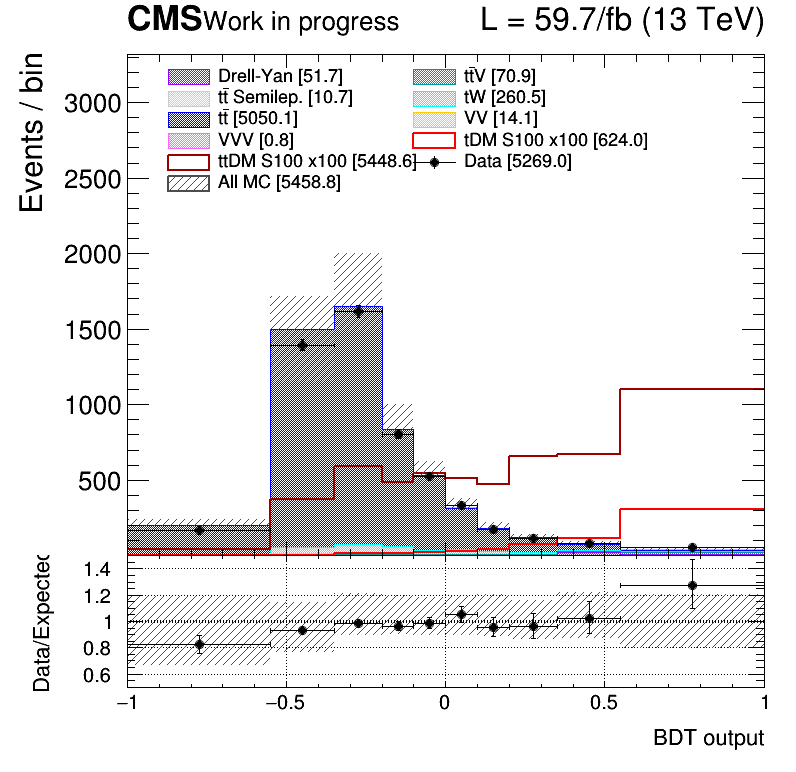 CMS Work in progress L = 59.7/fb (13 TeV)
Events / bin
Drell-Yan [51.7]
tt̄ Semilep. [10.7]
tt̄ [5050.1]
VVV [0.8]
ttDM S100 x100 [5448.6]
All MC [5458.8]
tt̄V [70.9]
tW [260.5]
VV [14.1]
tDM S100 x100 [624.0]
Data [5269.0]
3000
2500
2000
1500
1000
500
Data/Expected
1.4
1.2
1
0.8
0.6
−1 −0.5 0 0.5 1
BDT output